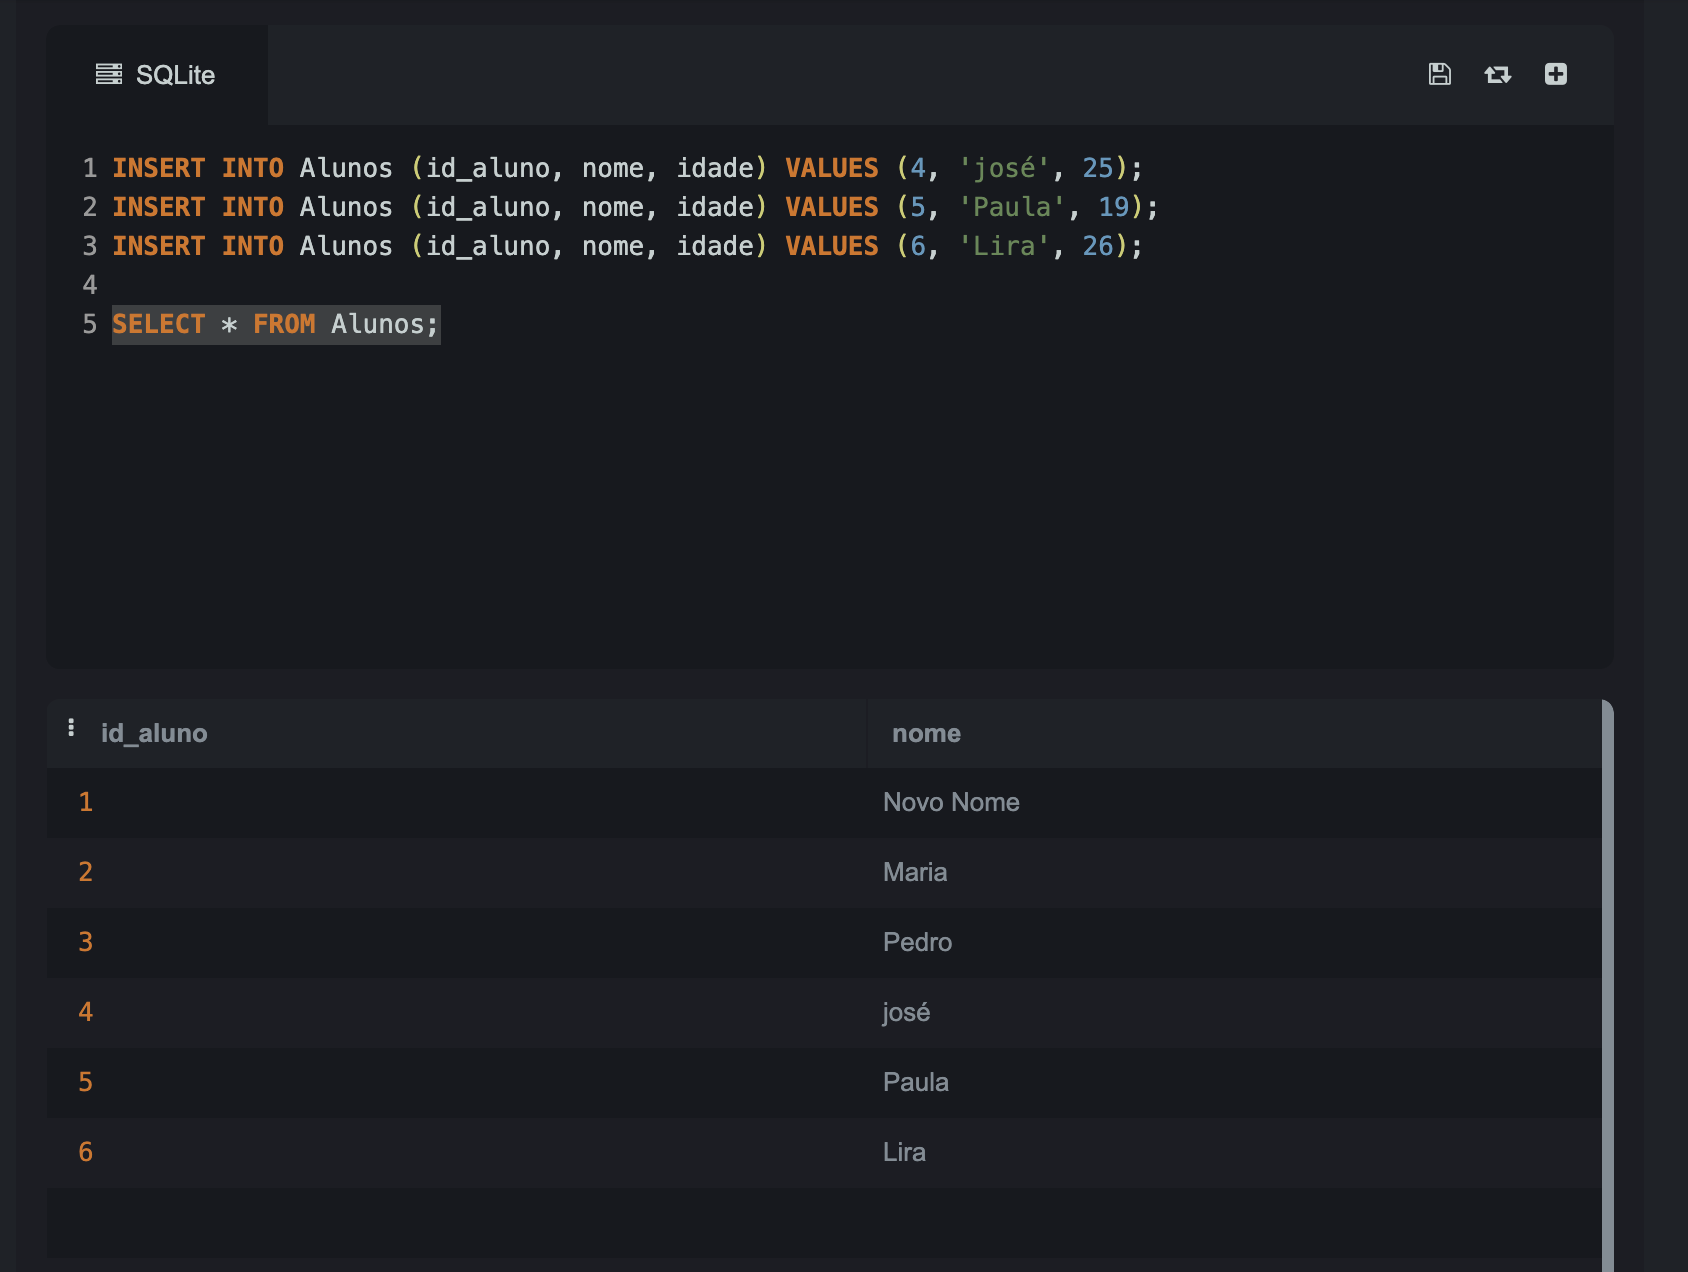 SQLite
1 INSERT INTO Alunos (id_aluno, nome, idade) VALUES (4, 'josé', 25);
2 INSERT INTO Alunos (id_aluno, nome, idade) VALUES (5, 'Paula', 19);
3 INSERT INTO Alunos (id_aluno, nome, idade) VALUES (6, 'Lira', 26);
4
5 SELECT * FROM Alunos;
id_aluno nome
1 Novo Nome
2 Maria
3 Pedro
4 josé
5 Paula
6 Lira